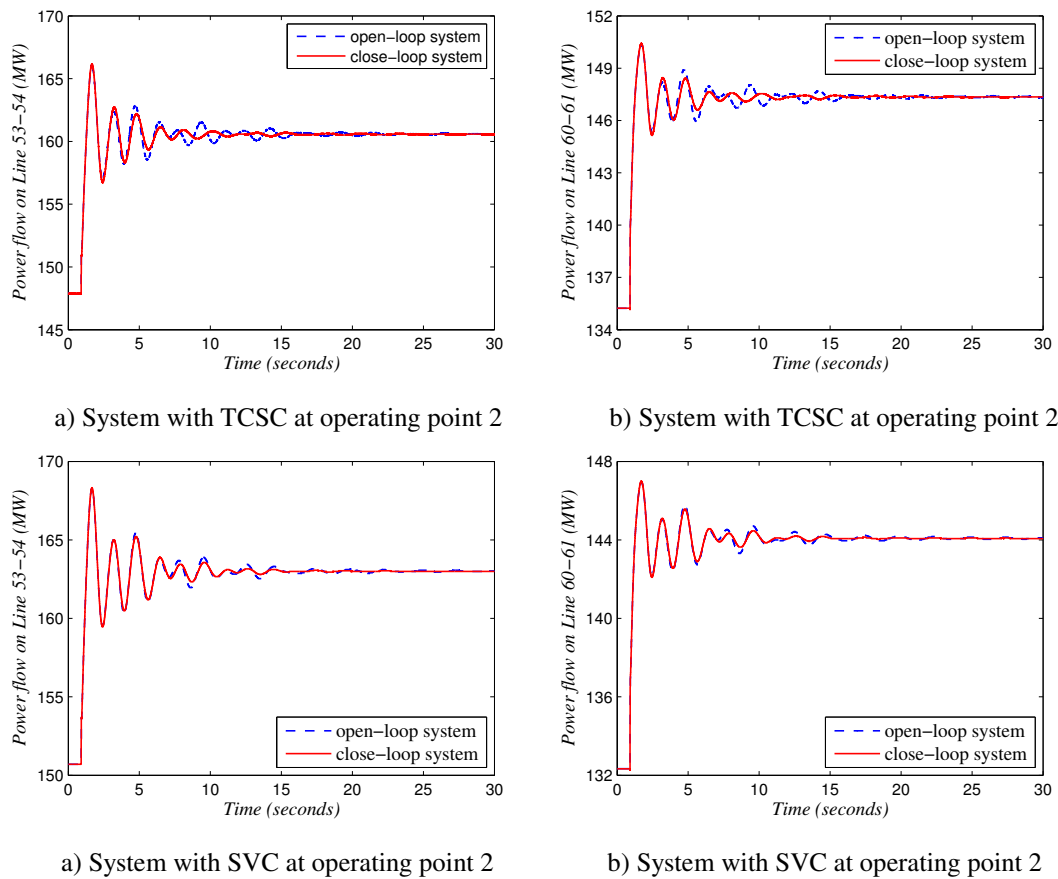 170
165
160
155
150
145
0 5 10 15 20 25 30
Power flow on Line 53−54 (MW)
Time (seconds)
open−loop system
close−loop system
a) System with TCSC at operating point 2
152
149
146
143
140
137
134
0 5 10 15 20 25 30
Power flow on Line 60−61 (MW)
Time (seconds)
open−loop system
close−loop system
b) System with TCSC at operating point 2
170
165
160
155
150
0 5 10 15 20 25 30
Power flow on Line 53−54 (MW)
Time (seconds)
open−loop system
close−loop system
a) System with SVC at operating point 2
148
144
140
136
132
0 5 10 15 20 25 30
Power flow on Line 60−61 (MW)
Time (seconds)
open−loop system
close−loop system
b) System with SVC at operating point 2